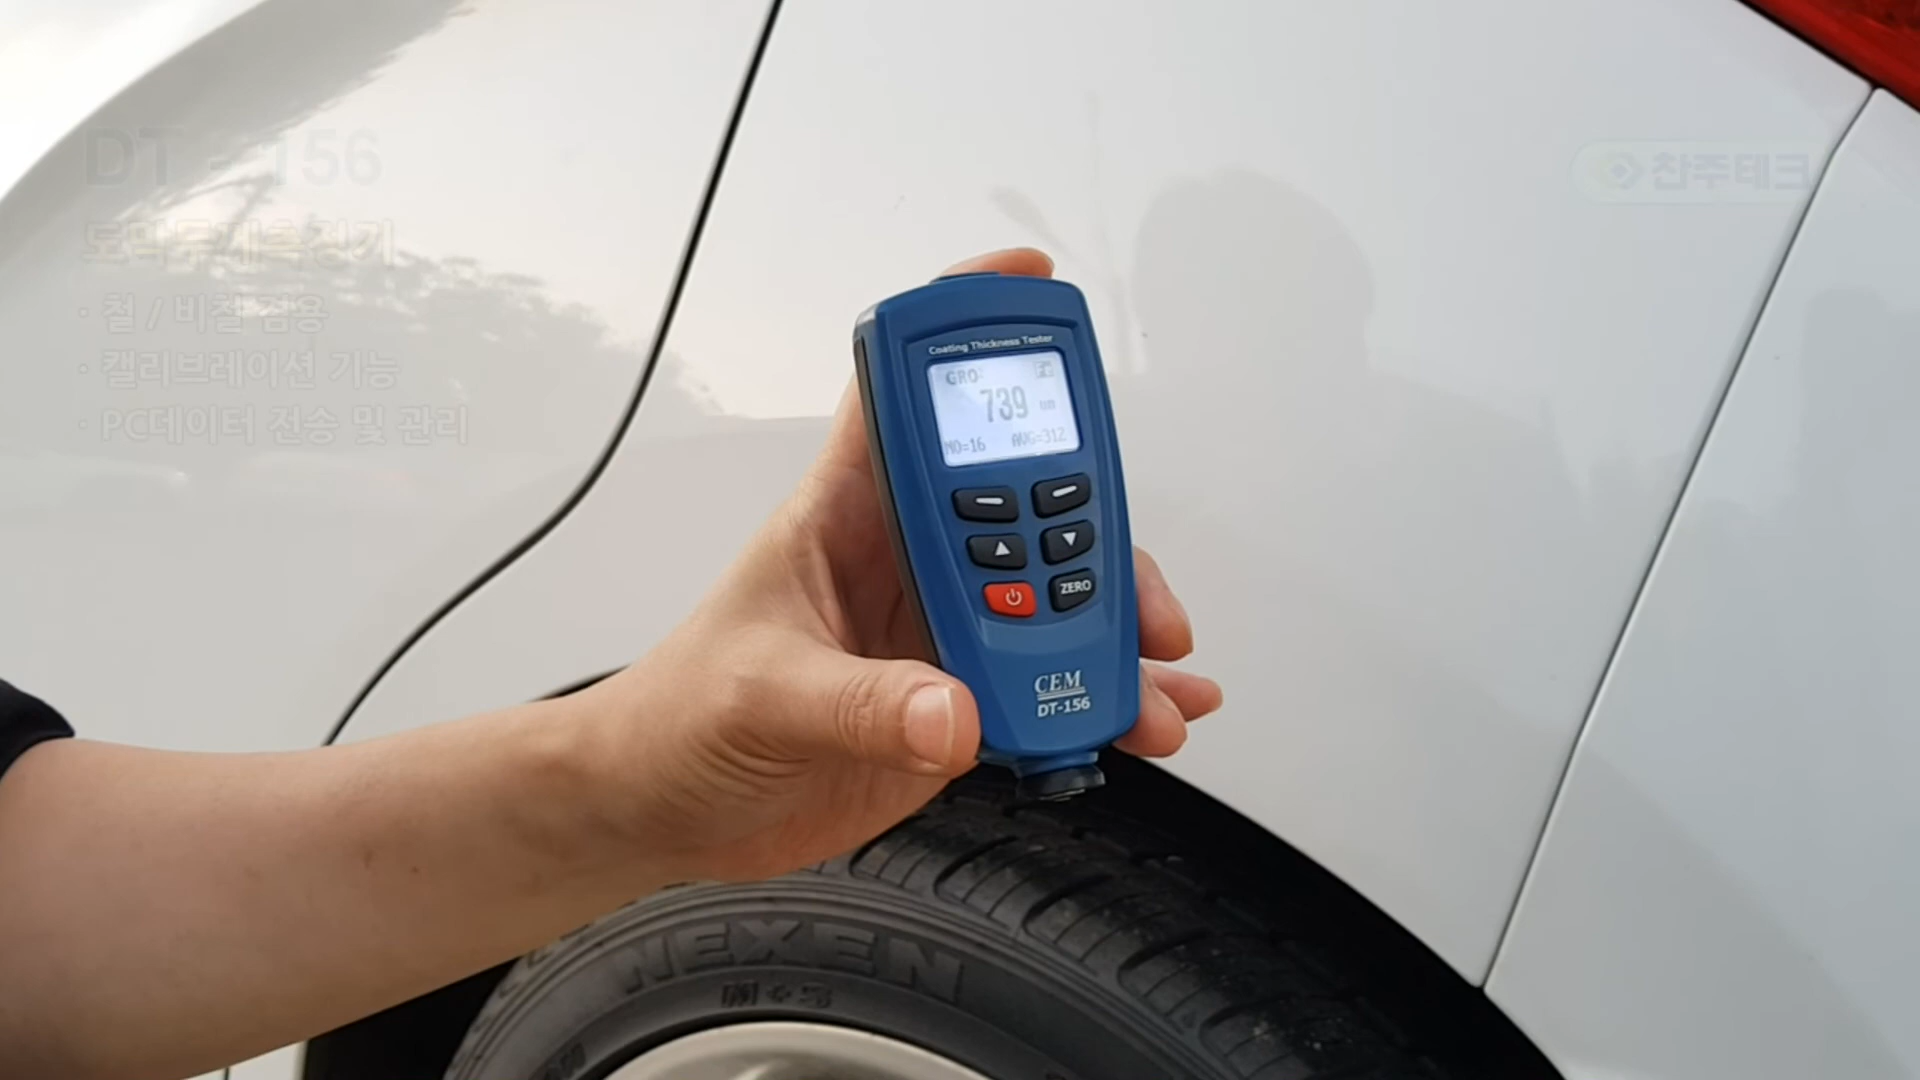 DT - 156
도막두께측정기
· 철 / 비철 겸용
· 캘리브레이션 기능
· PC데이터 전송 및 관리
찬주테크
Coating Thickness Tester
GRO
739 um
NO=16 AVG=312
ZERO
CEM
DT-156
NEXEN
M+S